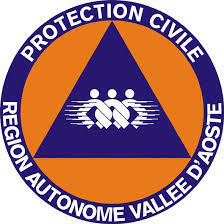 PROTECTION CIVILE
REGION AUTONOME VALLEE D'AOSTE